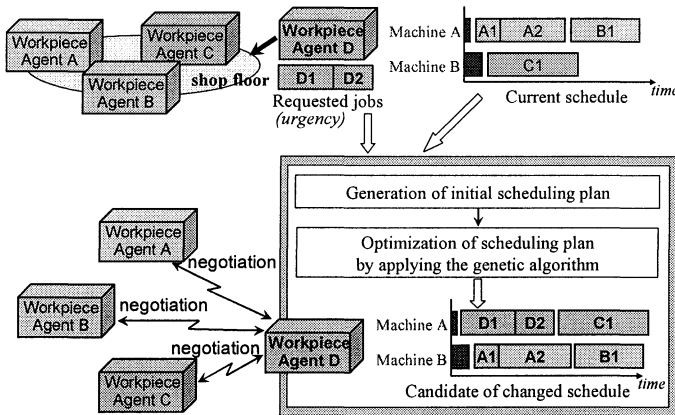 Workpiece
Agent A
Workpiece
Agent C
Workpiece
Agent B
shop floor
Workpiece
Agent D
D1 D2
Requested jobs
(urgency)
Machine A A1 A2 B1
Machine B C1
time
Current schedule
Generation of initial scheduling plan
Optimization of scheduling plan
by applying the genetic algorithm
Workpiece
Agent A
negotiation
Workpiece
Agent B
negotiation
Workpiece
Agent C
negotiation
Workpiece
Agent D
Machine A D1 D2 C1
Machine B A1 A2 B1
time
Candidate of changed schedule